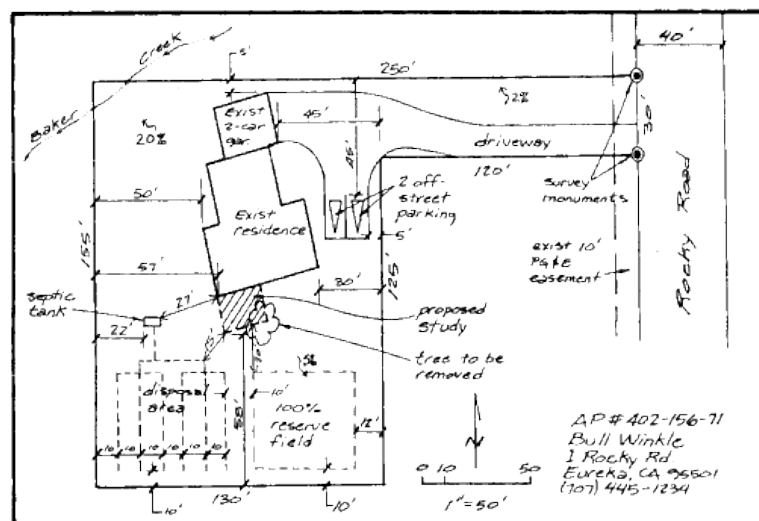 Baker Creek
5'
250'
40'
Exist
2-car
gar.
45'
2%
30'
20%
45'
driveway
120'
50'
2 off-
street
parking
survey
monuments
Exist
residence
155'
5'
exist 10'
PG&E
easement
Rocky Road
57'
125'
septic
tank
27'
30'
22'
proposed
study
tree to be
removed
disposal
area
10'
58'
100%
reserve
field
12'
10 10 10 10 10 10
10'
130'
10'
N
0 10 50
1"=50'
AP# 402-156-71
Bull Winkle
1 Rocky Rd
Eureka, CA 95501
(707) 445-1234